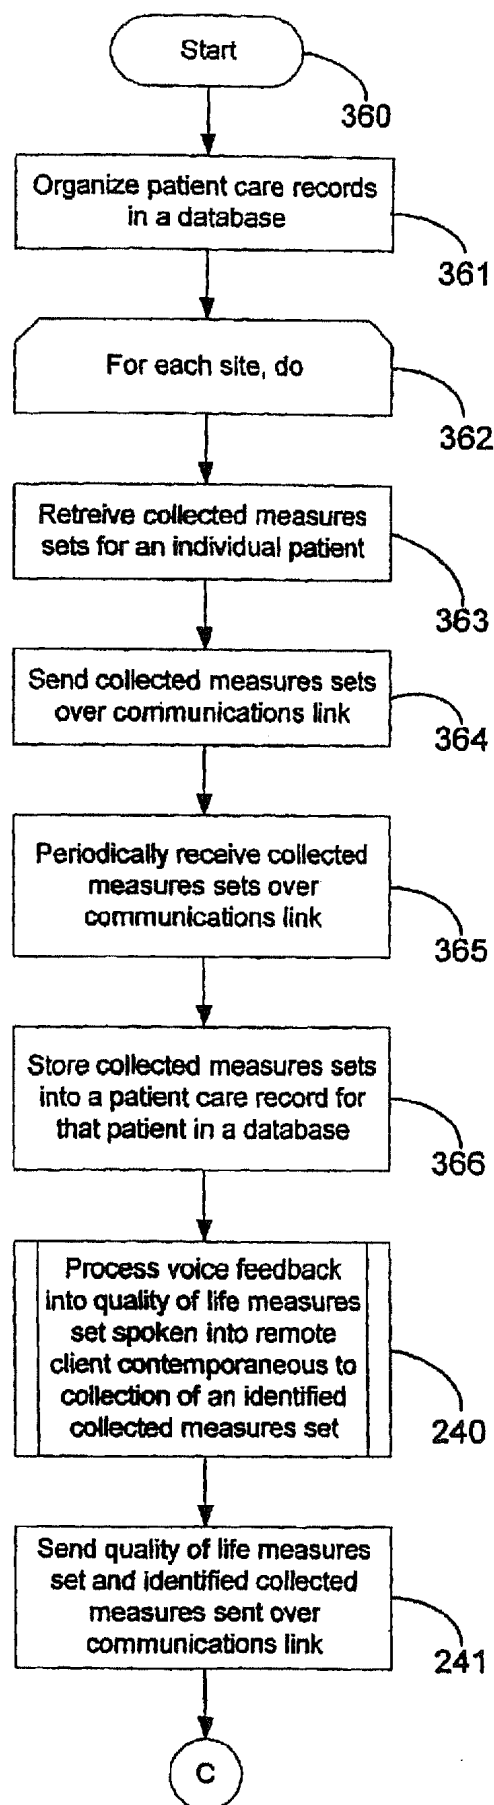 Start
360
Organize patient care records
in a database
361
For each site, do
362
Retreive collected measures
sets for an individual patient
363
Send collected measures sets
over communications link
364
Periodically receive collected
measures sets over
communications link
365
Store collected measures sets
into a patient care record for
that patient in a database
366
Process voice feedback
into quality of life measures
set spoken into remote
client contemporaneous to
collection of an identified
collected measures set
240
Send quality of life measures
set and identified collected
measures sent over
communications link
241
C